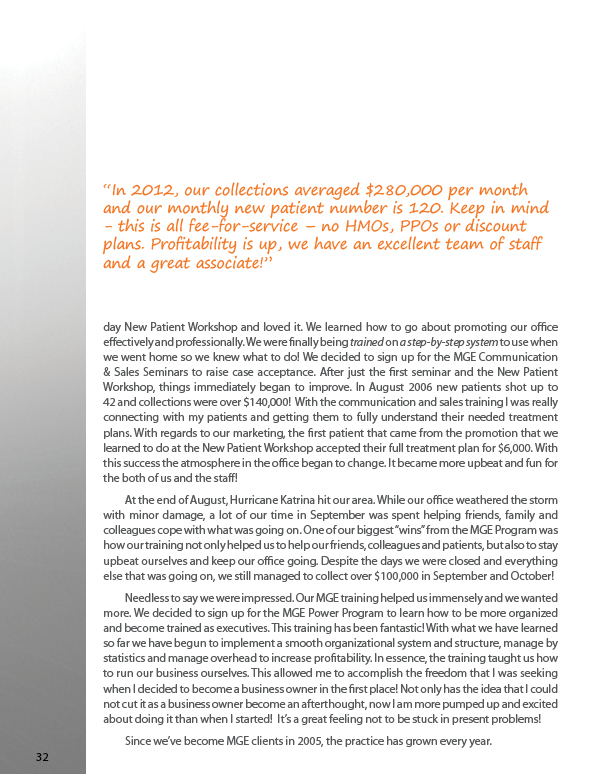 “In 2012, our collections averaged $280,000 per month
and our monthly new patient number is 120. Keep in mind
- this is all fee-for-service – no HMOs, PPOs or discount
plans. Profitability is up, we have an excellent team of staff
and a great associate!”
day New Patient Workshop and loved it. We learned how to go about promoting our office
effectively and professionally. We were finally being trained on a step-by-step system to use when
we went home so we knew what to do! We decided to sign up for the MGE Communication
& Sales Seminars to raise case acceptance. After just the first seminar and the New Patient
Workshop, things immediately began to improve. In August 2006 new patients shot up to
42 and collections were over $140,000! With the communication and sales training I was really
connecting with my patients and getting them to fully understand their needed treatment
plans. With regards to our marketing, the first patient that came from the promotion that we
learned to do at the New Patient Workshop accepted their full treatment plan for $6,000. With
this success the atmosphere in the office began to change. It became more upbeat and fun for
the both of us and the staff!
At the end of August, Hurricane Katrina hit our area. While our office weathered the storm
with minor damage, a lot of our time in September was spent helping friends, family and
colleagues cope with what was going on. One of our biggest “wins” from the MGE Program was
how our training not only helped us to help our friends, colleagues and patients, but also to stay
upbeat ourselves and keep our office going. Despite the days we were closed and everything
else that was going on, we still managed to collect over $100,000 in September and October!
Needless to say we were impressed. Our MGE training helped us immensely and we wanted
more. We decided to sign up for the MGE Power Program to learn how to be more organized
and become trained as executives. This training has been fantastic! With what we have learned
so far we have begun to implement a smooth organizational system and structure, manage by
statistics and manage overhead to increase profitability. In essence, the training taught us how
to run our business ourselves. This allowed me to accomplish the freedom that I was seeking
when I decided to become a business owner in the first place! Not only has the idea that I could
not cut it as a business owner become an afterthought, now I am more pumped up and excited
about doing it than when I started! It’s a great feeling not to be stuck in present problems!
Since we’ve become MGE clients in 2005, the practice has grown every year.
32